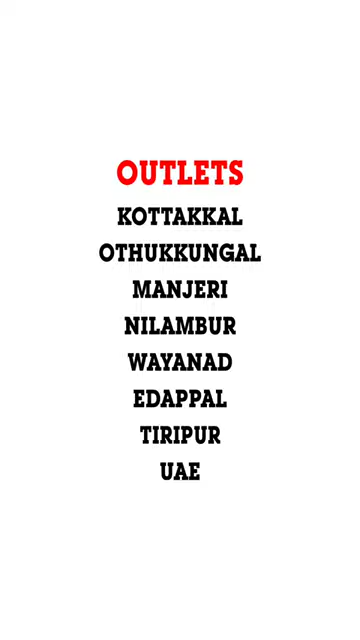 OUTLETS
KOTTAKKAL
OTHUKKUNGAL
MANJERI
NILAMBUR
WAYANAD
EDAPPAL
TIRIPUR
UAE